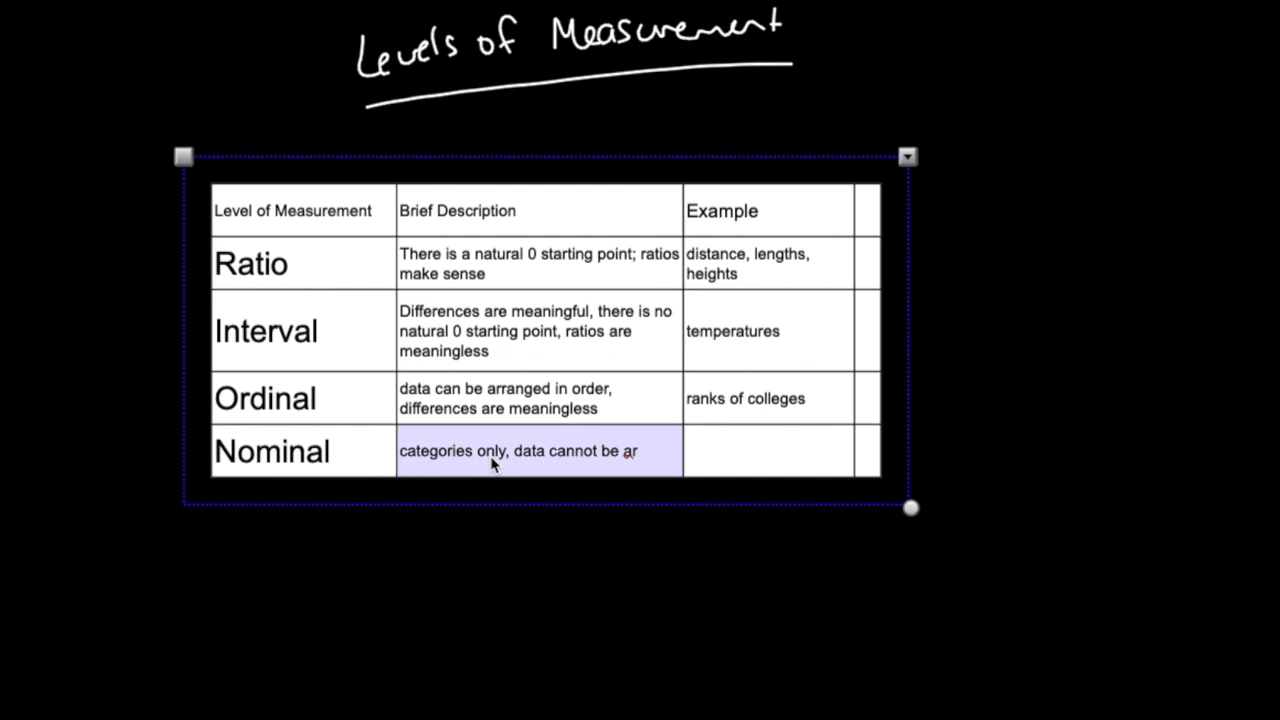 Levels of Measurement
Level of Measurement Brief Description Example
Ratio There is a natural 0 starting point; ratios make sense distance, lengths, heights
Interval Differences are meaningful, there is no natural 0 starting point, ratios are meaningless temperatures
Ordinal data can be arranged in order, differences are meaningless ranks of colleges
Nominal categories only, data cannot be ar